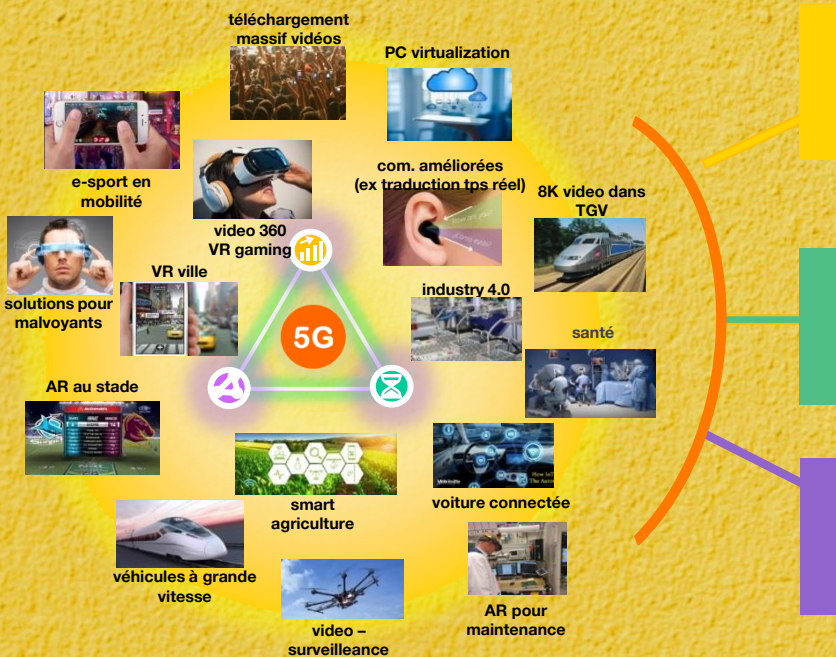 téléchargement
massif vidéos
PC virtualization
e-sport en
mobilité
video 360
VR gaming
com. améliorées
(ex traduction tps réel)
8K video dans
TGV
solutions pour
malvoyants
VR ville
5G
industry 4.0
santé
AR au stade
smart
agriculture
voiture connectée
véhicules à grande
vitesse
video –
surveilleance
AR pour
maintenance